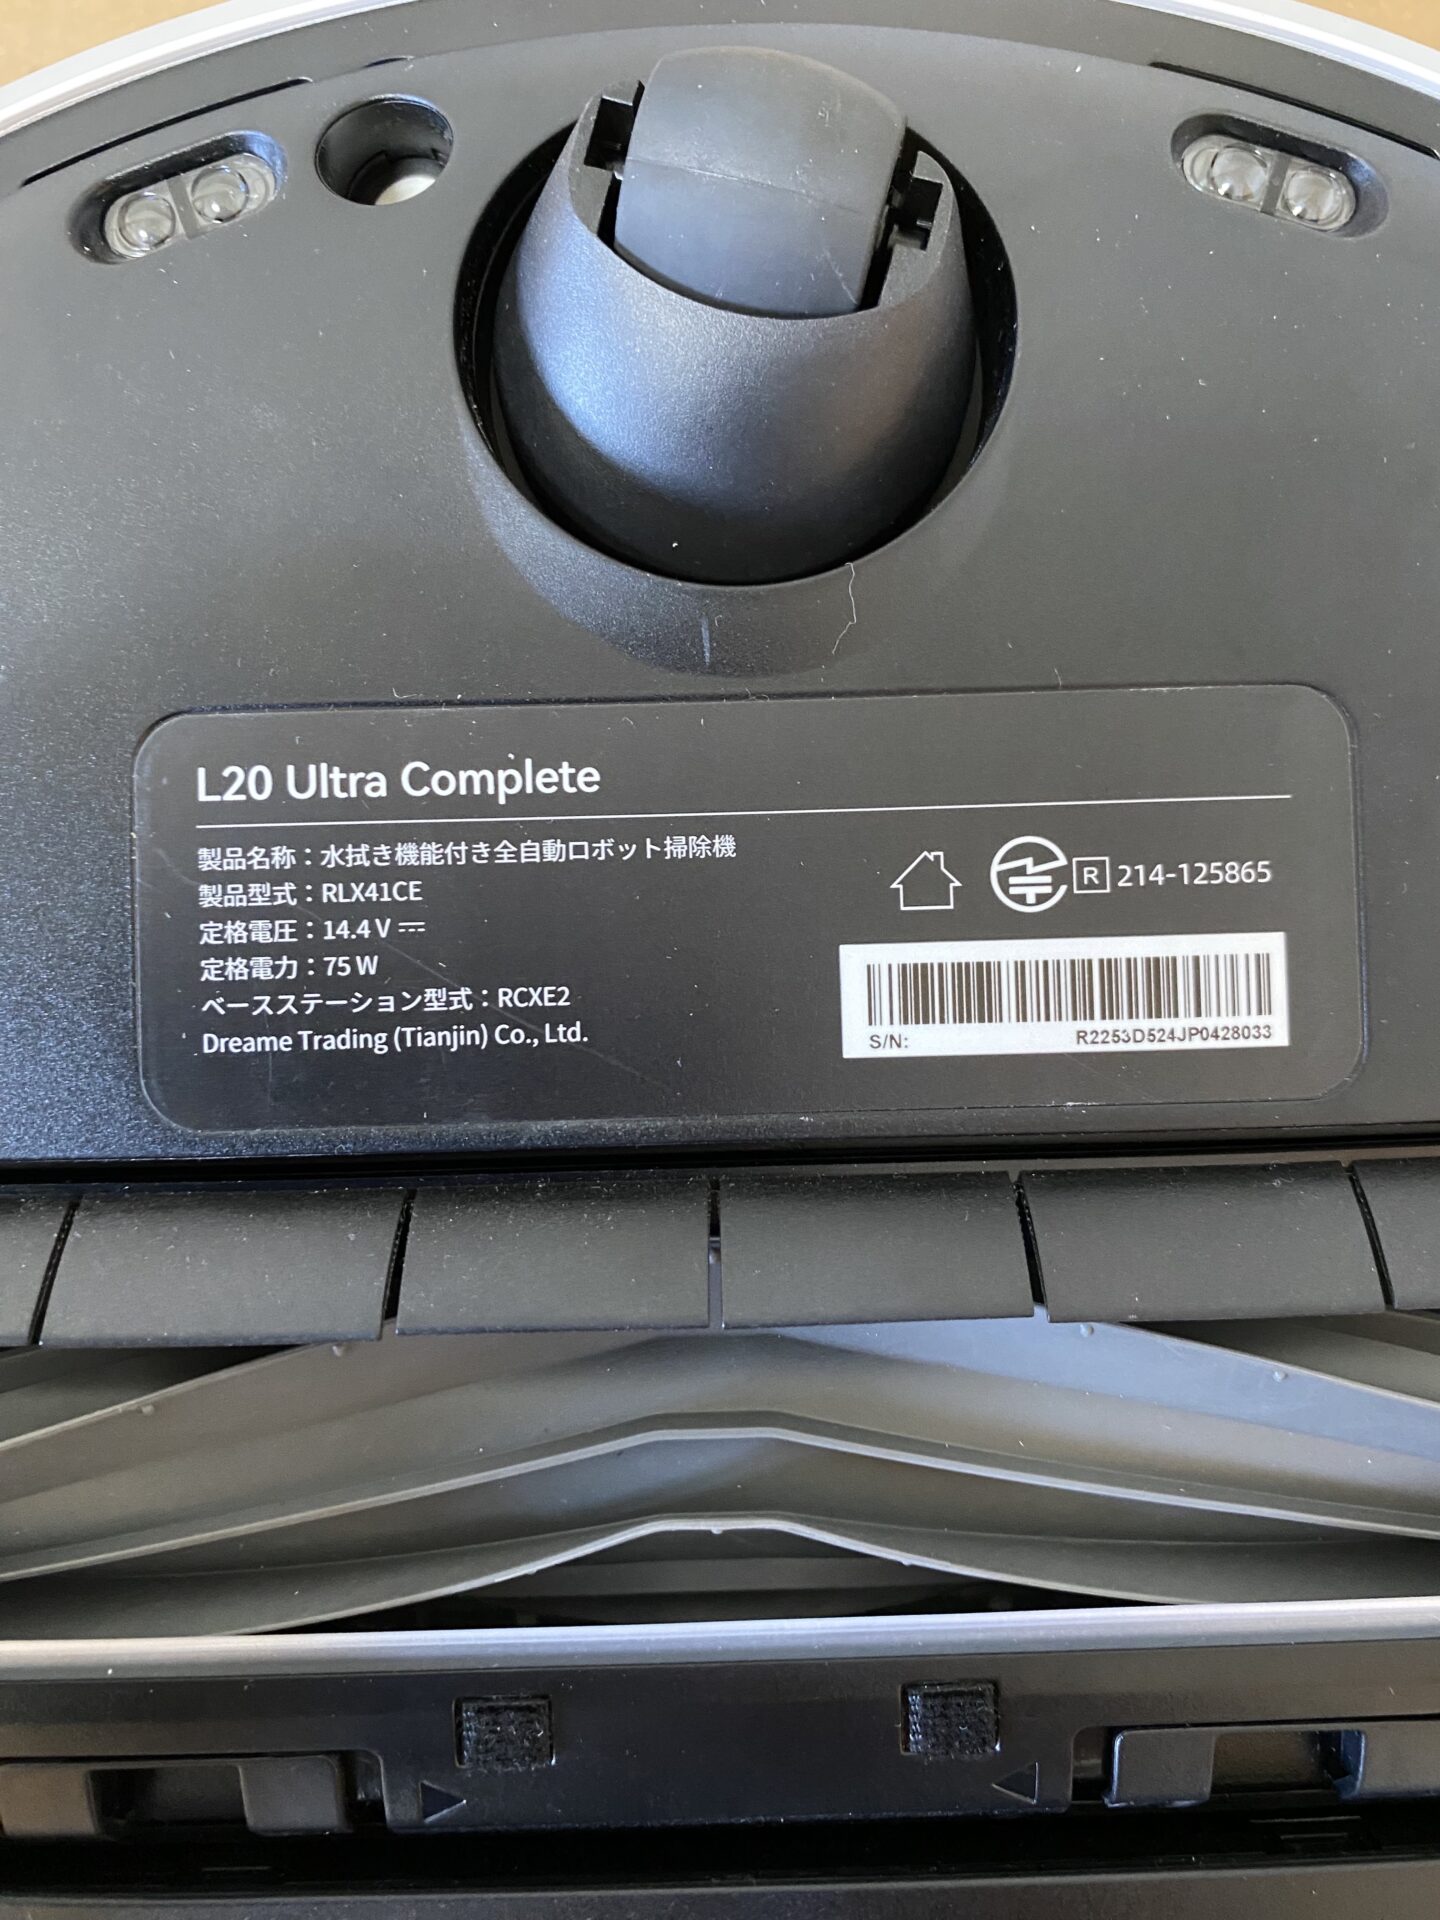 L20 Ultra Complete
製品名称：水拭き機能付き全自動ロボット掃除機
製品型式：RLX41CE
定格電圧：14.4 V ⎓
定格電力：75 W
ベースステーション型式：RCXE2
Dreame Trading (Tianjin) Co., Ltd.
R 214-125865
S/N: R2253D524JP0428033